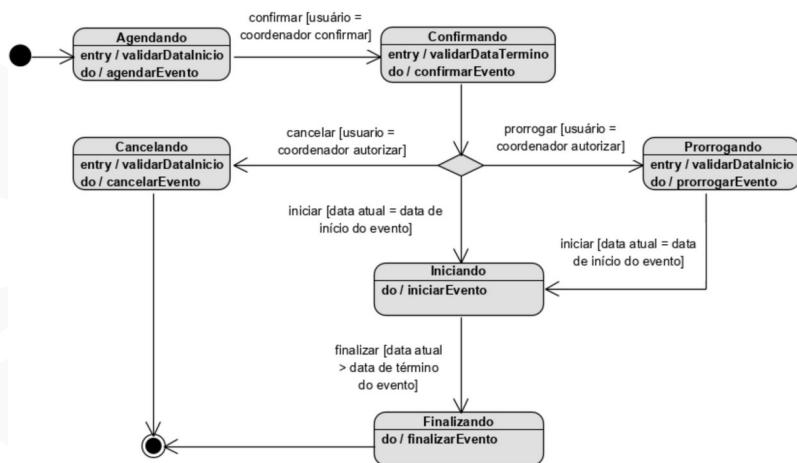 confirmar [usuário =
coordenador confirmar]
Agendando
entry / validarDataInicio
do / agendarEvento
Confirmando
entry / validarDataTermino
do / confirmarEvento
cancelar [usuario =
coordenador autorizar]
prorrogar [usuário =
coordenador autorizar]
Cancelando
entry / validarDataInicio
do / cancelarEvento
Prorrogando
entry / validarDataInicio
do / prorrogarEvento
iniciar [data atual = data de
início do evento]
iniciar [data atual = data
de início do evento]
Iniciando
do / iniciarEvento
finalizar [data atual
> data de término
do evento]
Finalizando
do / finalizarEvento